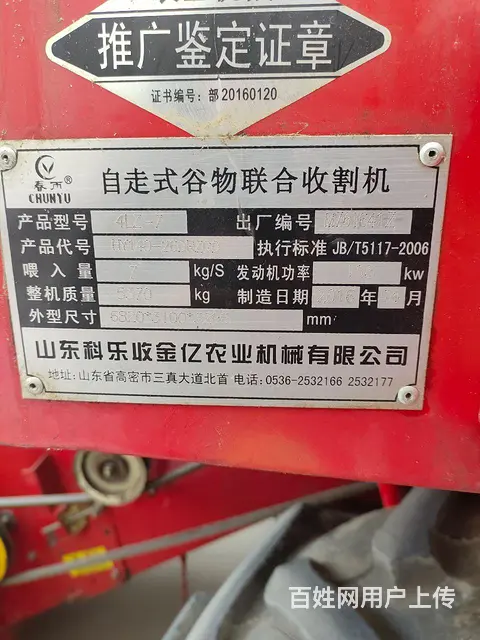 推广鉴定证章
证书编号：部20160120
春雨®
CHUNYU
自走式谷物联合收割机
产品型号 4LZ-7 出厂编号
产品代号 执行标准 JB/T5117-2006
喂入量 7 kg/S 发动机功率 kw
整机质量 kg 制造日期 年 月
外型尺寸 mm
山东科乐收金亿农业机械有限公司
地址：山东省高密市三真大道北首 电话：0536-2532166 2532177
百姓网用户上传